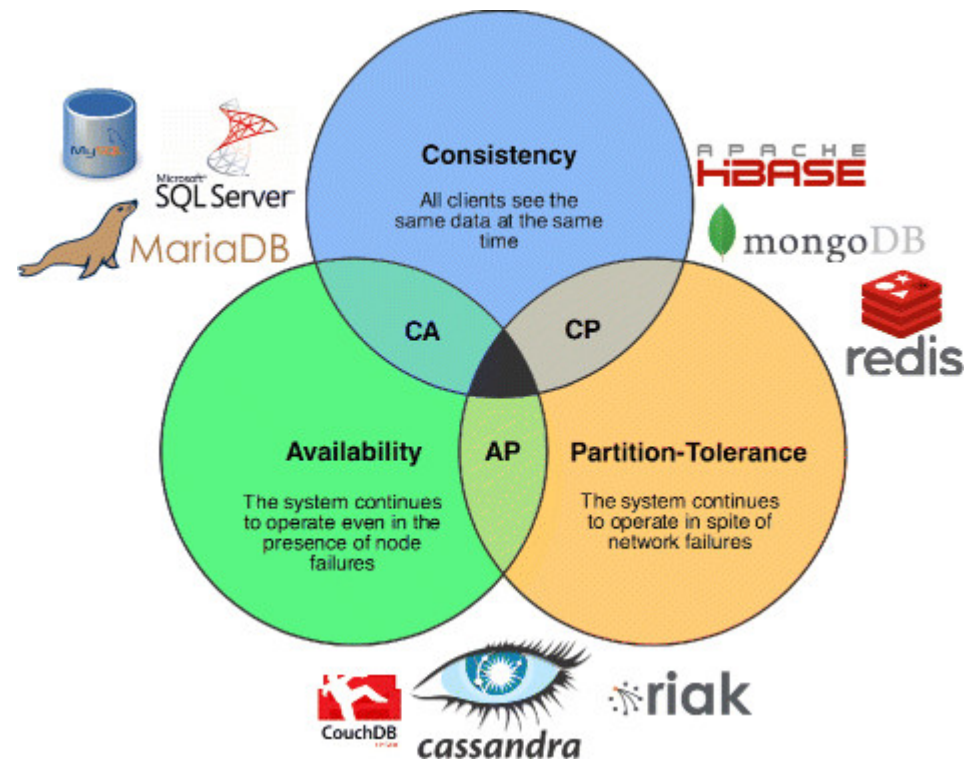 MySQL
Microsoft
SQL Server
MariaDB
Consistency
All clients see the
same data at the same
time
APACHE
HBASE
mongoDB
redis
CA
CP
Availability
The system continues
to operate even in the
presence of node
failures
AP
Partition-Tolerance
The system continues
to operate in spite of
network failures
CouchDB
cassandra
riak